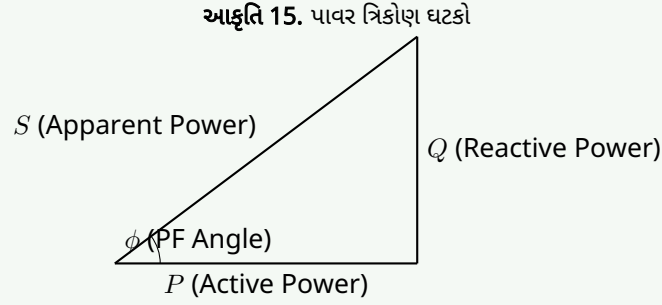 આકૃતિ 15. પાવર ત્રિકોણ ઘટકો
S (Apparent Power)
Q (Reactive Power)
ϕ (PF Angle)
P (Active Power)